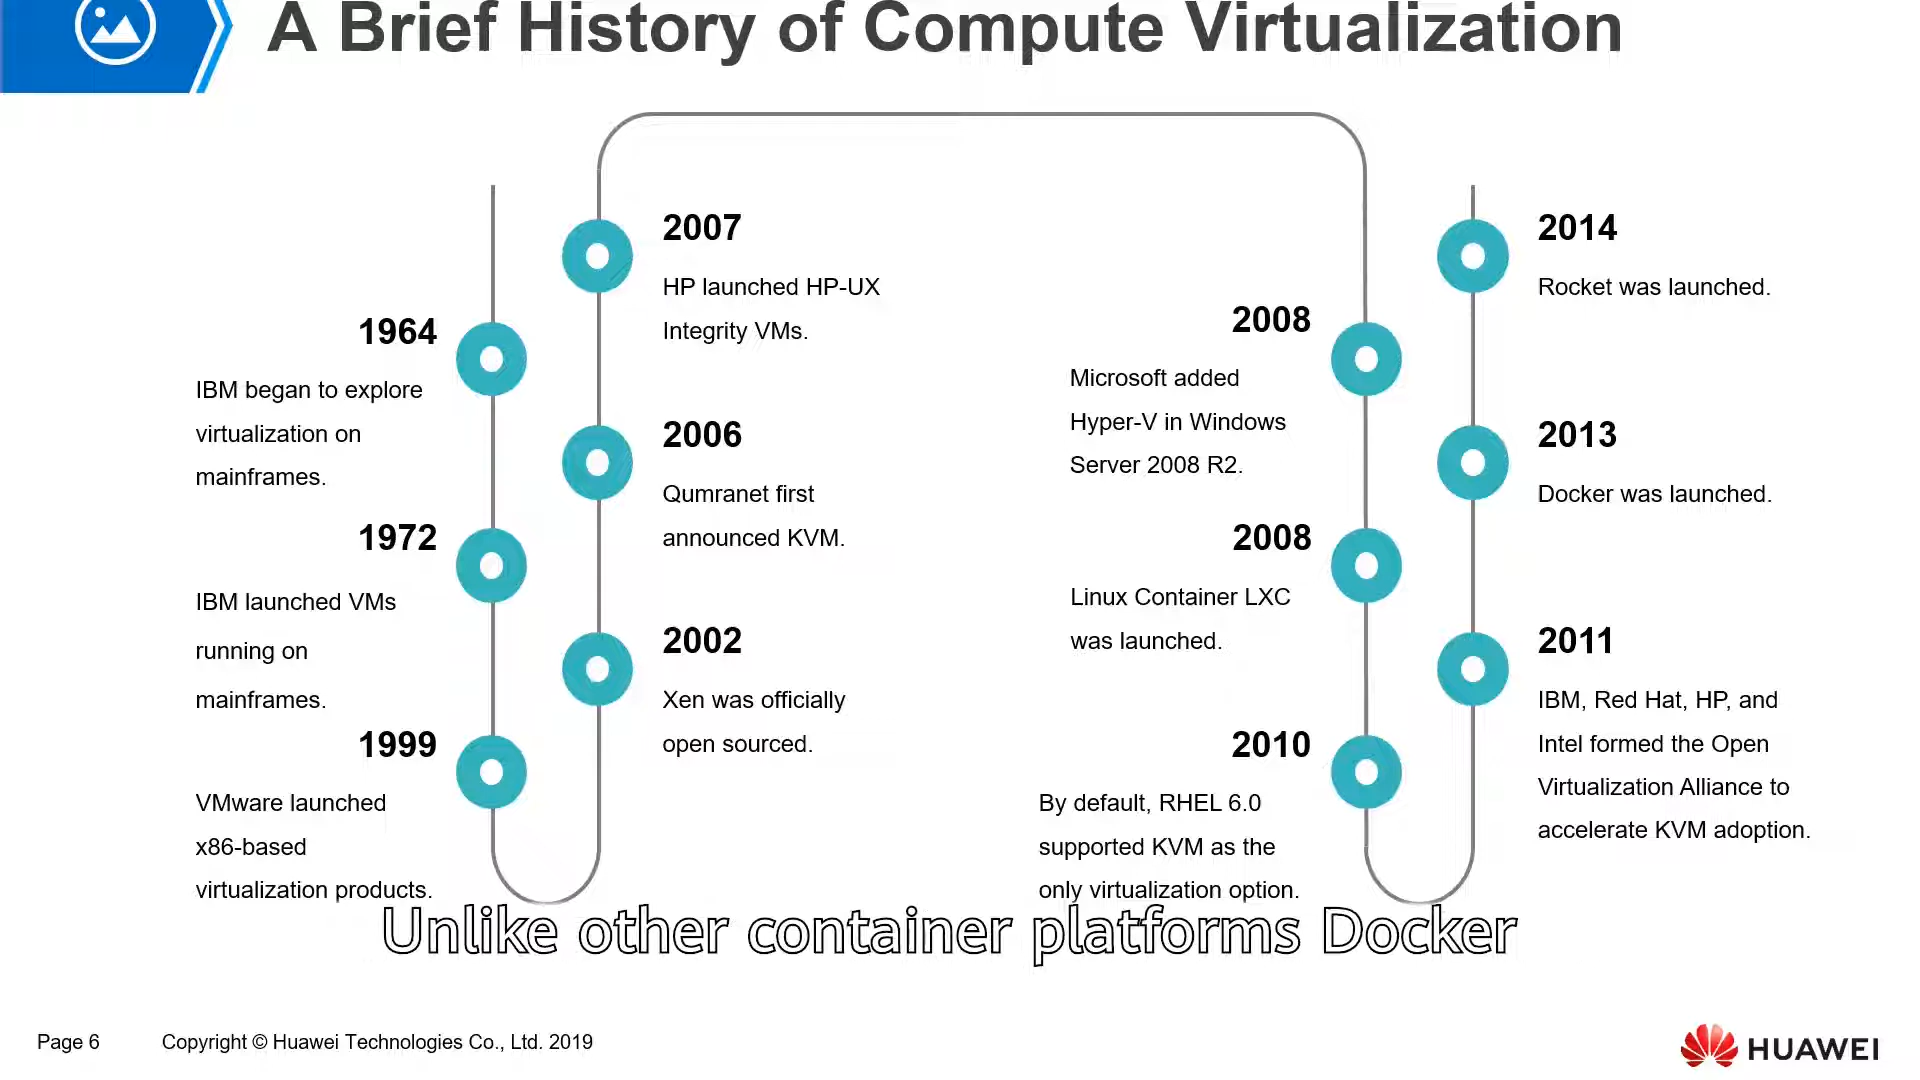 A Brief History of Compute Virtualization
1964
IBM began to explore
virtualization on
mainframes.
1972
IBM launched VMs
running on
mainframes.
1999
VMware launched
x86-based
virtualization products.
2007
HP launched HP-UX
Integrity VMs.
2006
Qumranet first
announced KVM.
2002
Xen was officially
open sourced.
2008
Microsoft added
Hyper-V in Windows
Server 2008 R2.
2008
Linux Container LXC
was launched.
2010
By default, RHEL 6.0
supported KVM as the
only virtualization option.
2014
Rocket was launched.
2013
Docker was launched.
2011
IBM, Red Hat, HP, and
Intel formed the Open
Virtualization Alliance to
accelerate KVM adoption.
Unlike other container platforms Docker
Page 6
Copyright © Huawei Technologies Co., Ltd. 2019
HUAWEI